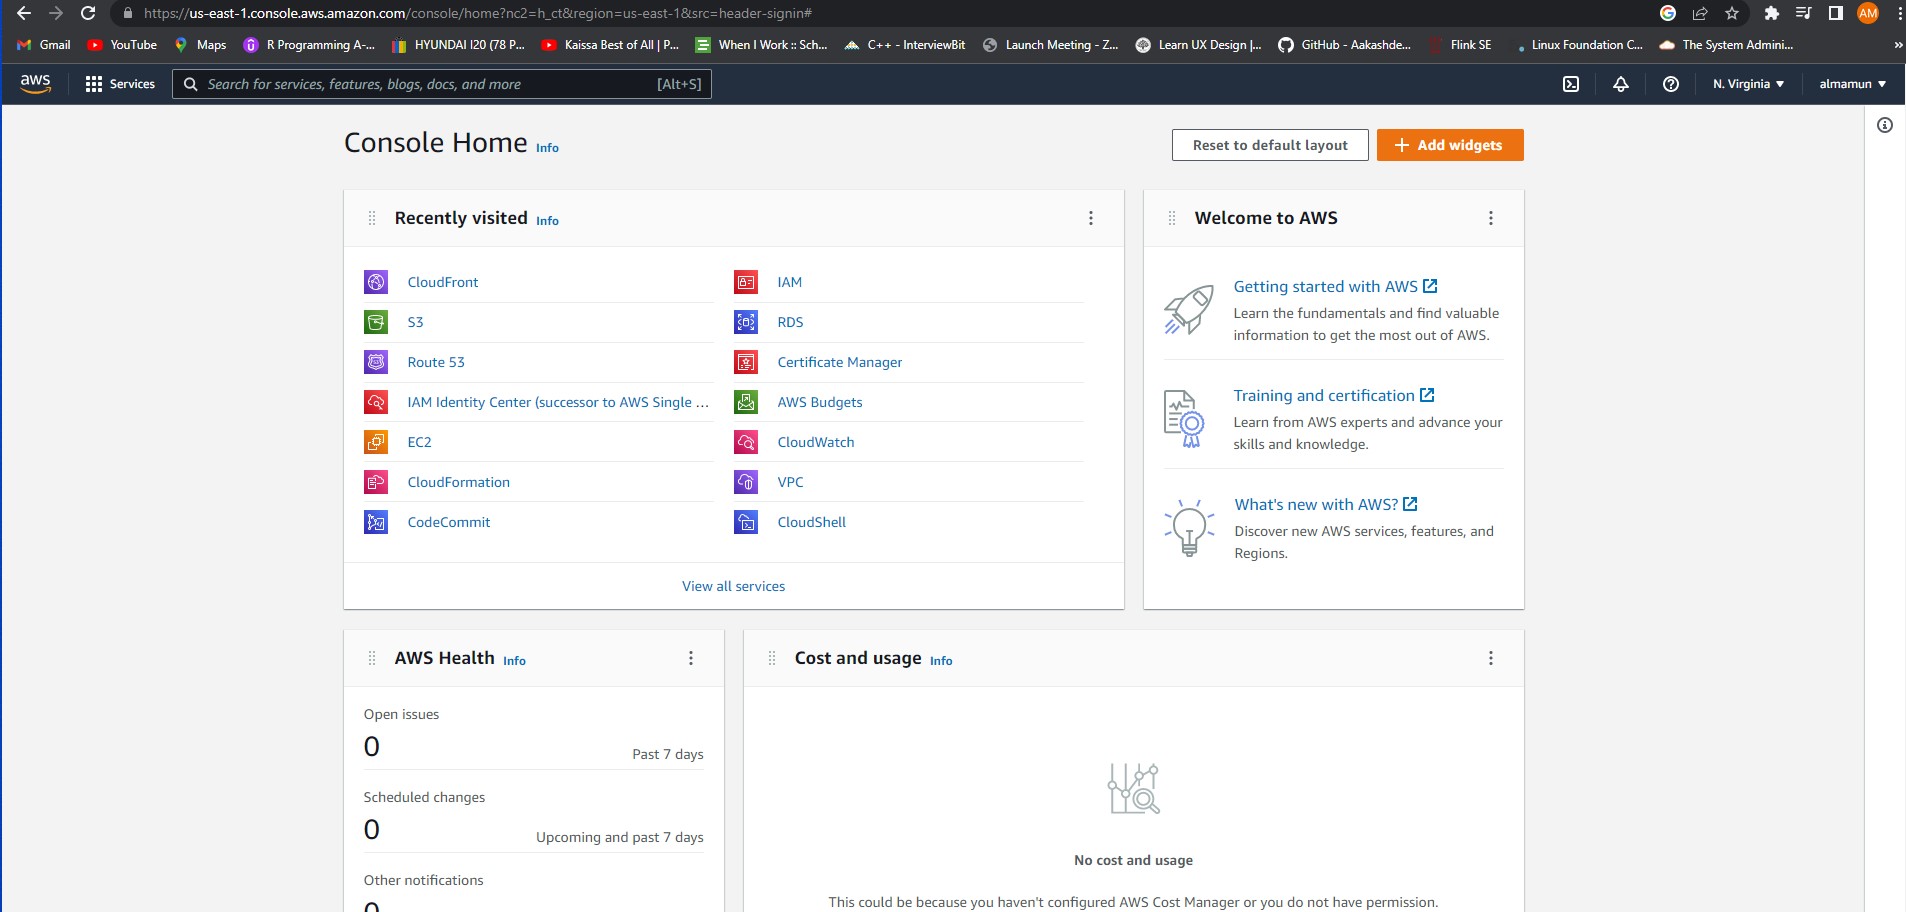 https://us-east-1.console.aws.amazon.com/console/home?nc2=h_ct&region=us-east-1&src=header-signin#
AM
Gmail YouTube Maps R Programming A-... HYUNDAI I20 (78 P... Kaissa Best of All | P... When I Work :: Sch... C++ - InterviewBit Launch Meeting - Z... Learn UX Design |... GitHub - Aakashde... Flink SE Linux Foundation C... The System Admini... »
aws Services Search for services, features, blogs, docs, and more [Alt+S] N. Virginia almamun
Console Home Info
Reset to default layout
Add widgets
Recently visited Info
CloudFront
S3
Route 53
IAM Identity Center (successor to AWS Single ...
EC2
CloudFormation
CodeCommit
IAM
RDS
Certificate Manager
AWS Budgets
CloudWatch
VPC
CloudShell
View all services
Welcome to AWS
Getting started with AWS
Learn the fundamentals and find valuable
information to get the most out of AWS.
Training and certification
Learn from AWS experts and advance your
skills and knowledge.
What's new with AWS?
Discover new AWS services, features, and
Regions.
AWS Health Info
Open issues
0 Past 7 days
Scheduled changes
0 Upcoming and past 7 days
Other notifications
0
Cost and usage Info
No cost and usage
This could be because you haven't configured AWS Cost Manager or you do not have permission.